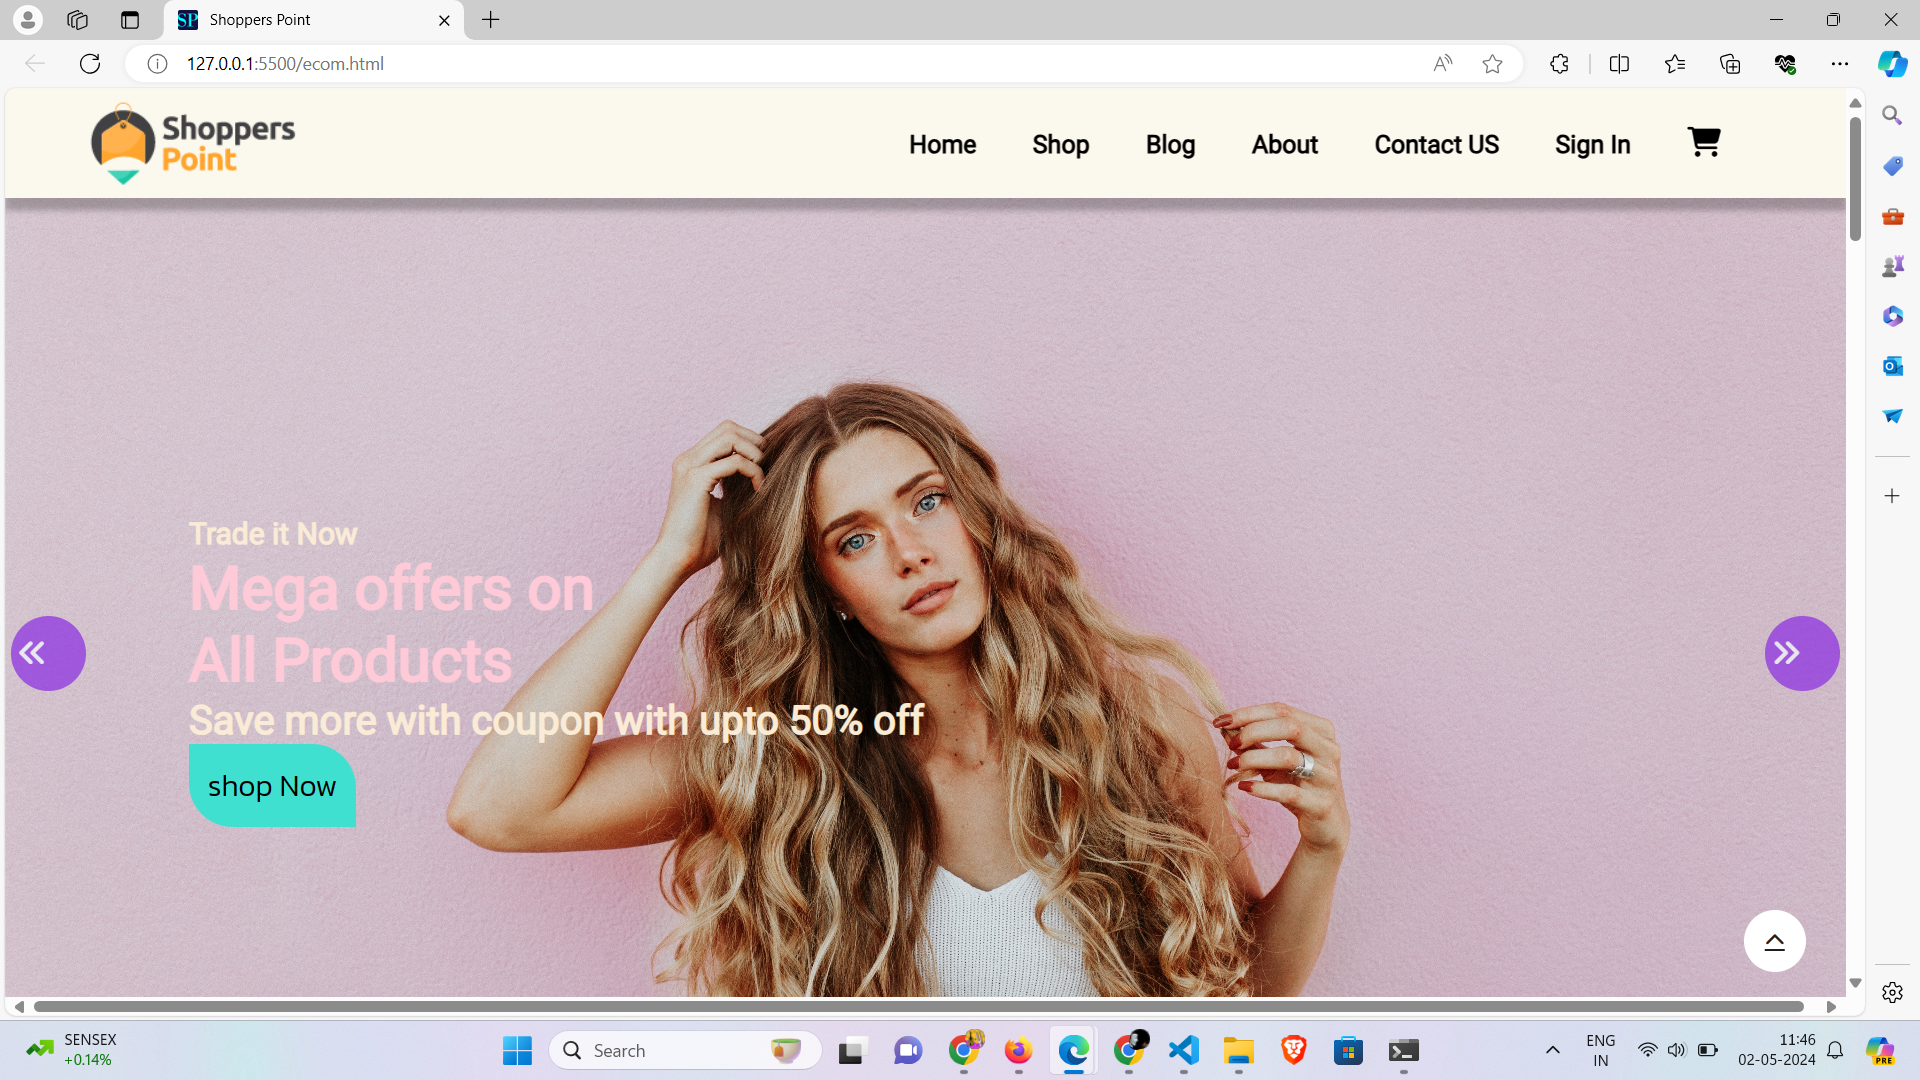 SP Shoppers Point
127.0.0.1:5500/ecom.html
Shoppers
Point
Home Shop Blog About Contact US Sign In
Trade it Now
Mega offers on
All Products
Save more with coupon with upto 50% off
shop Now
SENSEX
+0.14%
Search
ENG
IN
11:46
02-05-2024
PRE